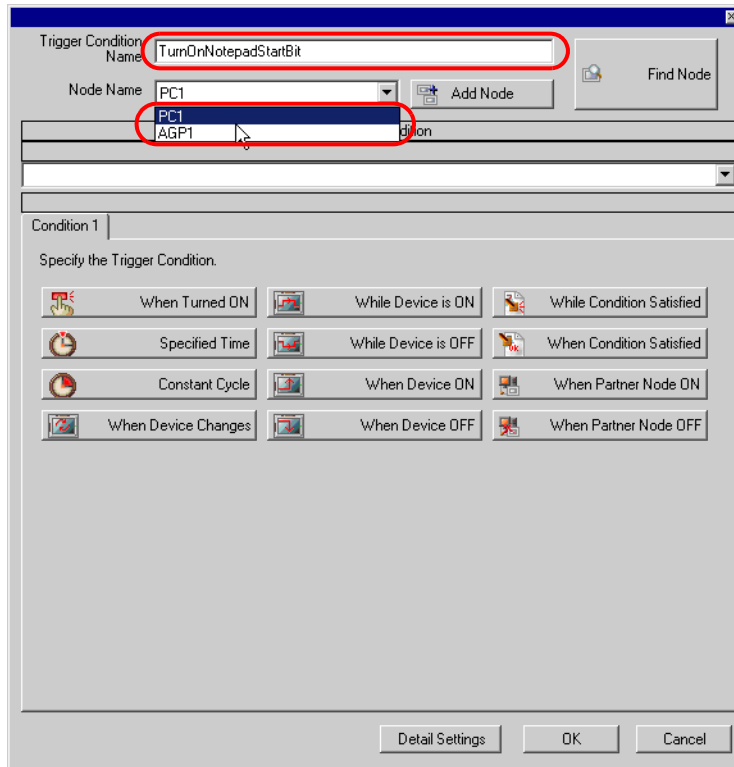 Trigger Condition
Name
TurnOnNotepadStartBit
Find Node
Node Name
PC1
Add Node
PC1
AGP1
dition
Condition 1
Specify the Trigger Condition.
When Turned ON
While Device is ON
While Condition Satisfied
Specified Time
While Device is OFF
When Condition Satisfied
Constant Cycle
When Device ON
When Partner Node ON
When Device Changes
When Device OFF
When Partner Node OFF
Detail Settings
OK
Cancel